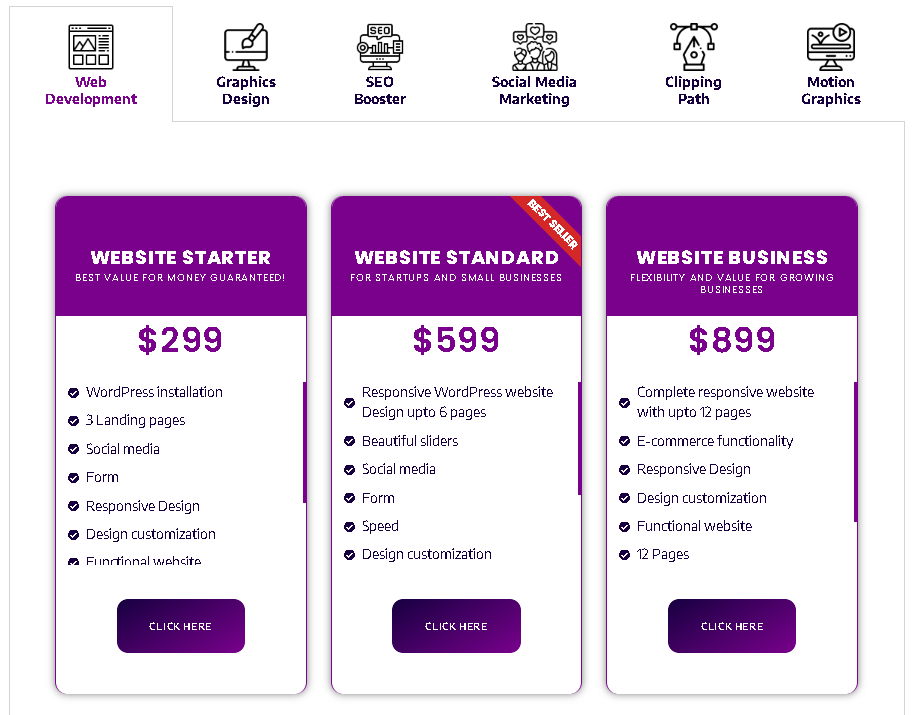 SEO
Web
Development
Graphics
Design
SEO
Booster
Social Media
Marketing
Clipping
Path
Motion
Graphics
WEBSITE STARTER
BEST VALUE FOR MONEY GUARANTEED!
$299
WordPress installation
3 Landing pages
Social media
Form
Responsive Design
Design customization
Functional website
CLICK HERE
BEST SELLER
WEBSITE STANDARD
FOR STARTUPS AND SMALL BUSINESSES
$599
Responsive WordPress website
Design upto 6 pages
Beautiful sliders
Social media
Form
Speed
Design customization
CLICK HERE
WEBSITE BUSINESS
FLEXIBILITY AND VALUE FOR GROWING
BUSINESSES
$899
Complete responsive website
with upto 12 pages
E-commerce functionality
Responsive Design
Design customization
Functional website
12 Pages
CLICK HERE